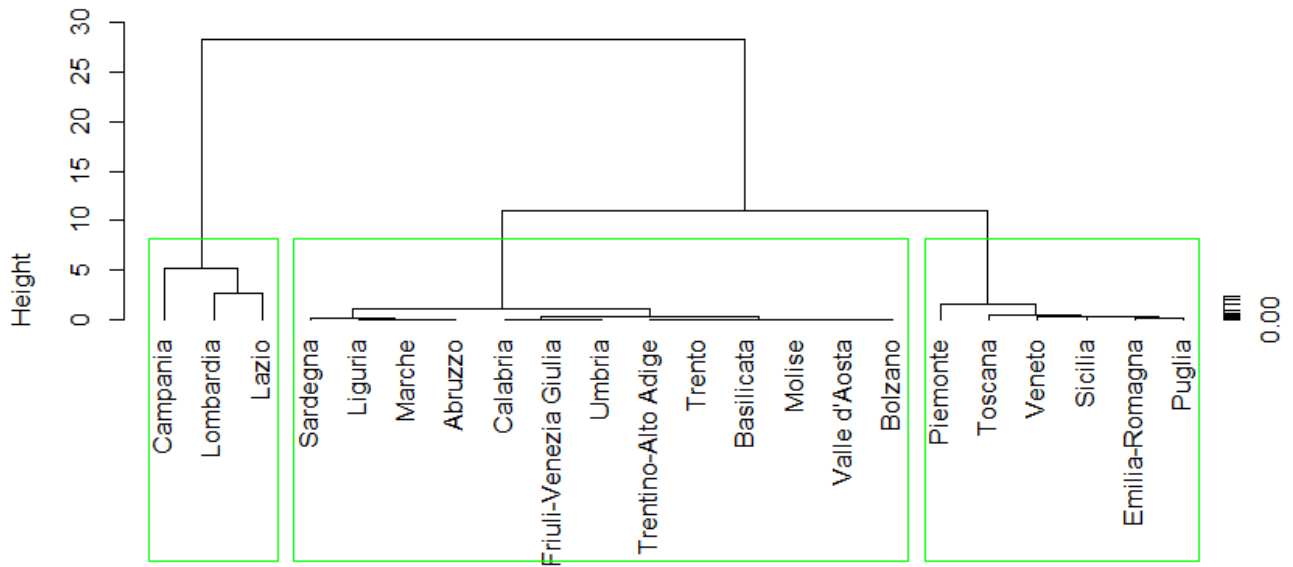 30
25
20
15
10
5
0
Height
Campania
Lombardia
Lazio
Sardegna
Liguria
Marche
Abruzzo
Calabria
Friuli-Venezia Giulia
Umbria
Trentino-Alto Adige
Trento
Basilicata
Molise
Valle d'Aosta
Bolzano
Piemonte
Toscana
Veneto
Sicilia
Emilia-Romagna
Puglia
0.00